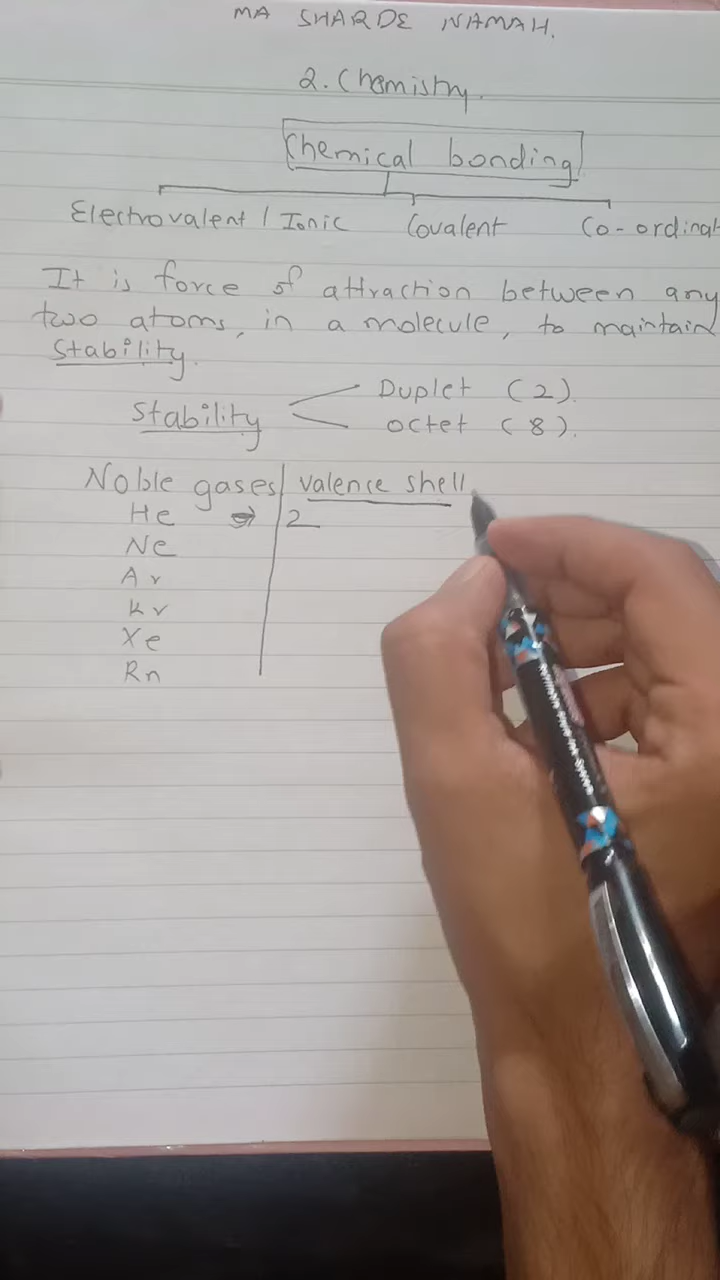 MA SHARDE NAMAH.
2. Chemistry.
Chemical bonding
Electrovalent / Ionic Covalent Co-ordinat
It is force of attraction between any
two atoms, in a molecule, to maintain
Stability.
Stability Duplet (2).
Octet (8).
Noble gases valence shell
He ⇒ 2
Ne
Ar
Kr
Xe
Rn